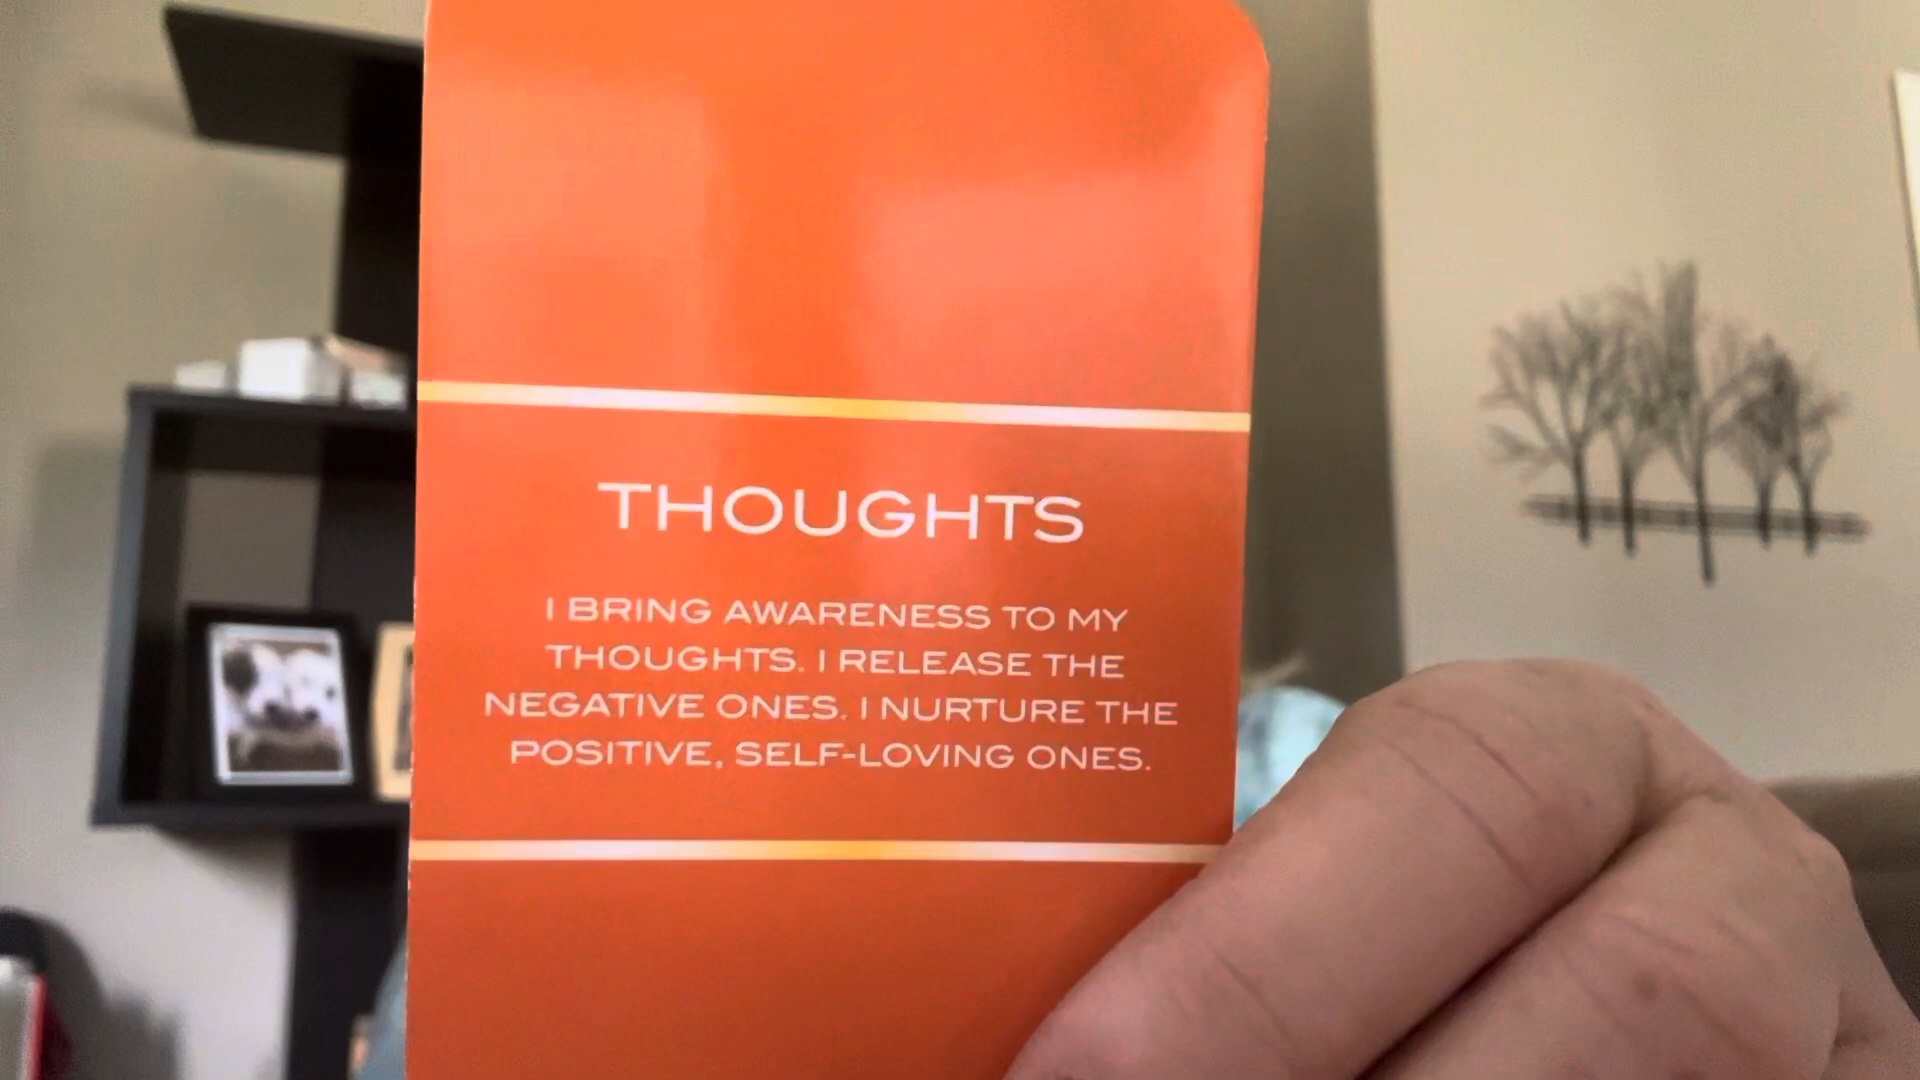 THOUGHTS
I BRING AWARENESS TO MY
THOUGHTS. I RELEASE THE
NEGATIVE ONES. I NURTURE THE
POSITIVE, SELF-LOVING ONES.